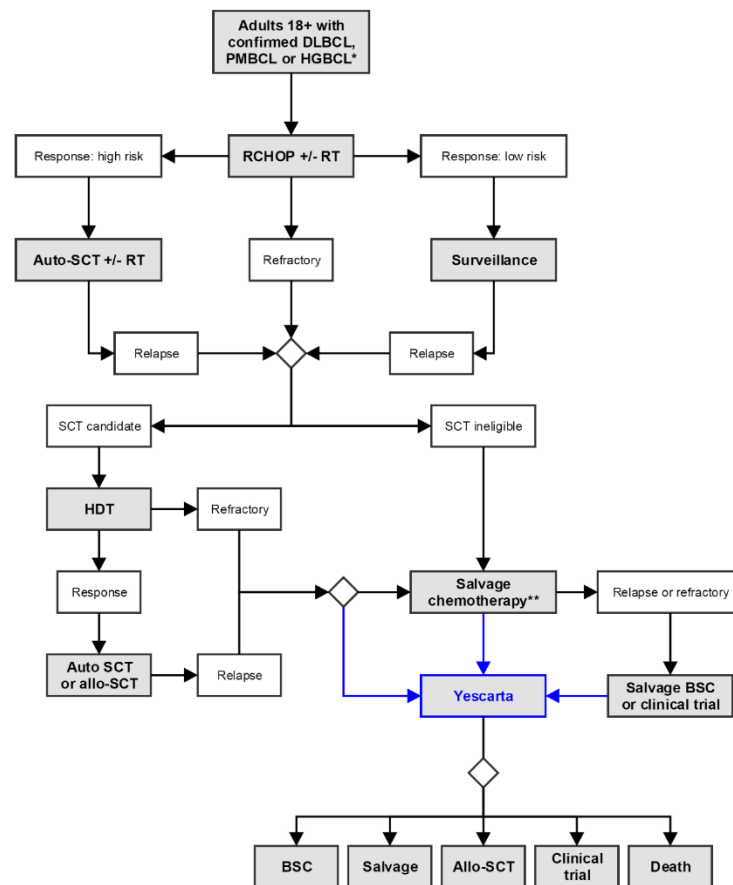 Adults 18+ with
confirmed DLBCL,
PMBCL or HGBCL*
Response: high risk
RCHOP +/- RT
Response: low risk
Auto-SCT +/- RT
Refractory
Surveillance
Relapse
Relapse
SCT candidate
SCT ineligible
HDT
Refractory
Response
Salvage
chemotherapy**
Relapse or refractory
Auto SCT
or allo-SCT
Relapse
Yescarta
Salvage BSC
or clinical trial
BSC
Salvage
Allo-SCT
Clinical
trial
Death